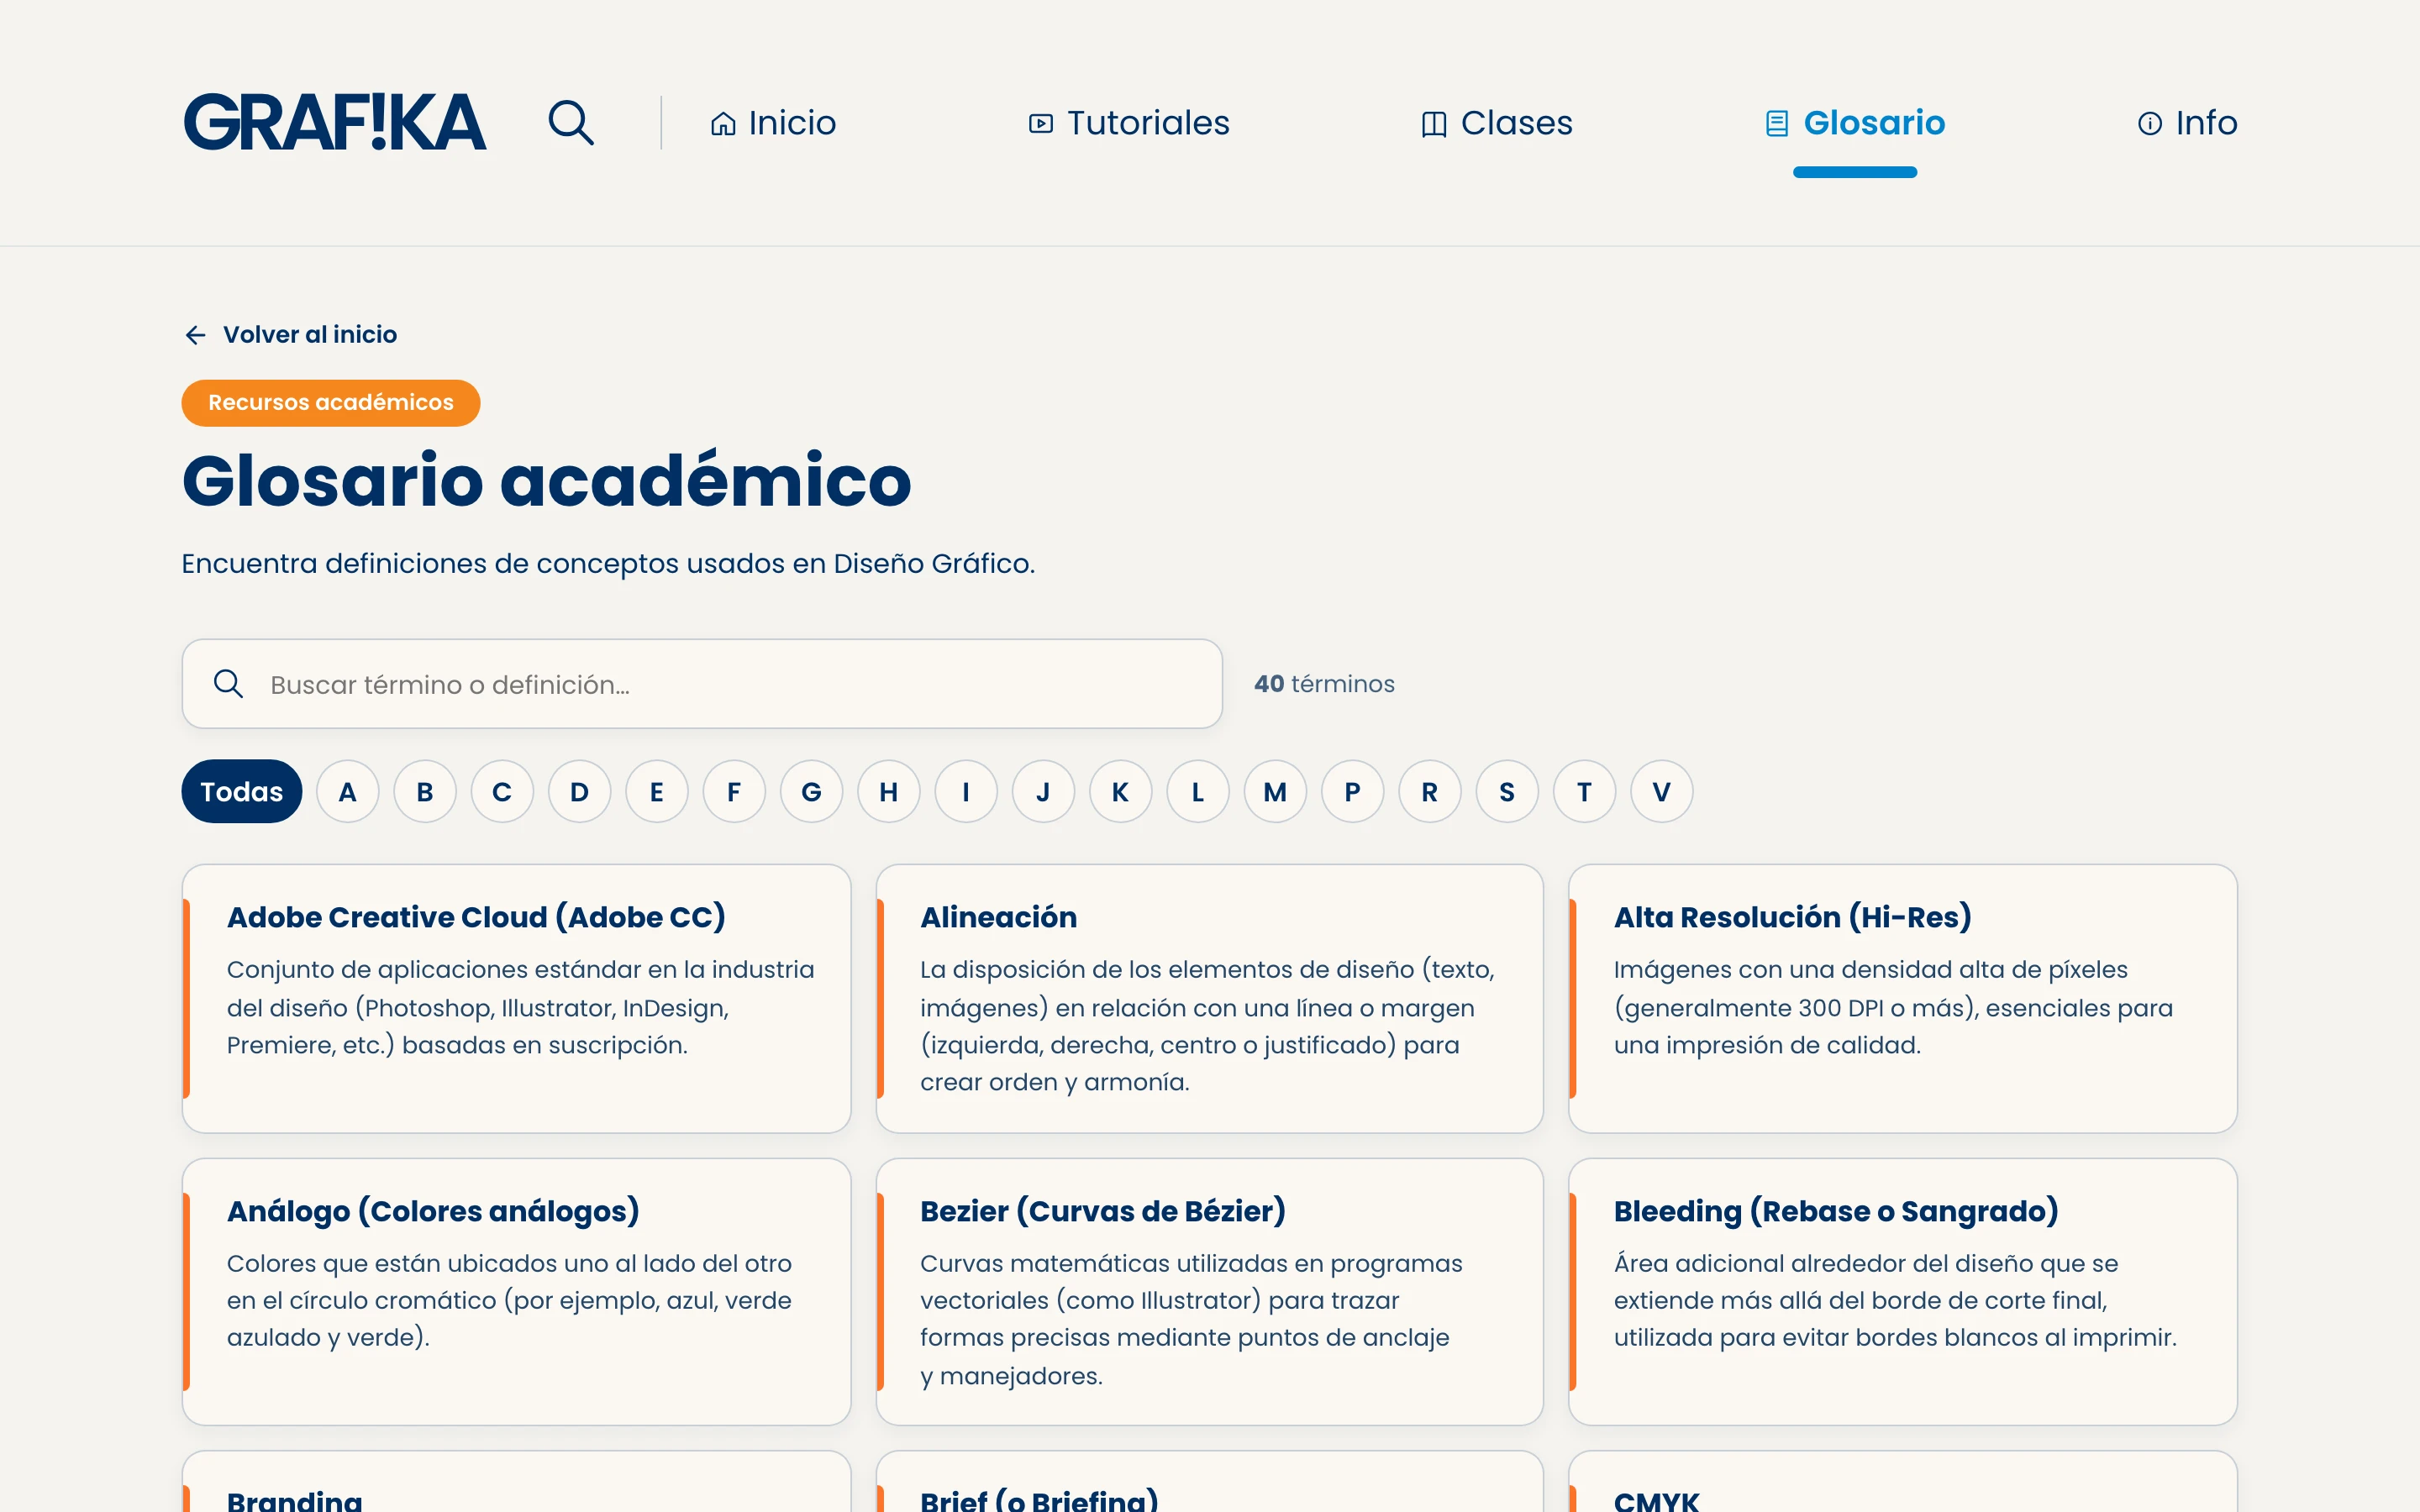 GRAF!KA
Inicio
Tutoriales
Clases
Glosario
Info
Volver al inicio
Recursos académicos
Glosario académico
Encuentra definiciones de conceptos usados en Diseño Gráfico.
Buscar término o definición...
40 términos
Todas A B C D E F G H I J K L M P R S T V
Adobe Creative Cloud (Adobe CC)
Conjunto de aplicaciones estándar en la industria
del diseño (Photoshop, Illustrator, InDesign,
Premiere, etc.) basadas en suscripción.
Alineación
La disposición de los elementos de diseño (texto,
imágenes) en relación con una línea o margen
(izquierda, derecha, centro o justificado) para
crear orden y armonía.
Alta Resolución (Hi-Res)
Imágenes con una densidad alta de píxeles
(generalmente 300 DPI o más), esenciales para
una impresión de calidad.
Análogo (Colores análogos)
Colores que están ubicados uno al lado del otro
en el círculo cromático (por ejemplo, azul, verde
azulado y verde).
Bezier (Curvas de Bézier)
Curvas matemáticas utilizadas en programas
vectoriales (como Illustrator) para trazar
formas precisas mediante puntos de anclaje
y manejadores.
Bleeding (Rebase o Sangrado)
Área adicional alrededor del diseño que se
extiende más allá del borde de corte final,
utilizada para evitar bordes blancos al imprimir.
Branding
Brief (o Briefing)
CMYK